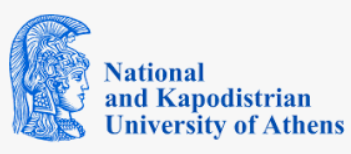 National
and Kapodistrian
University of Athens